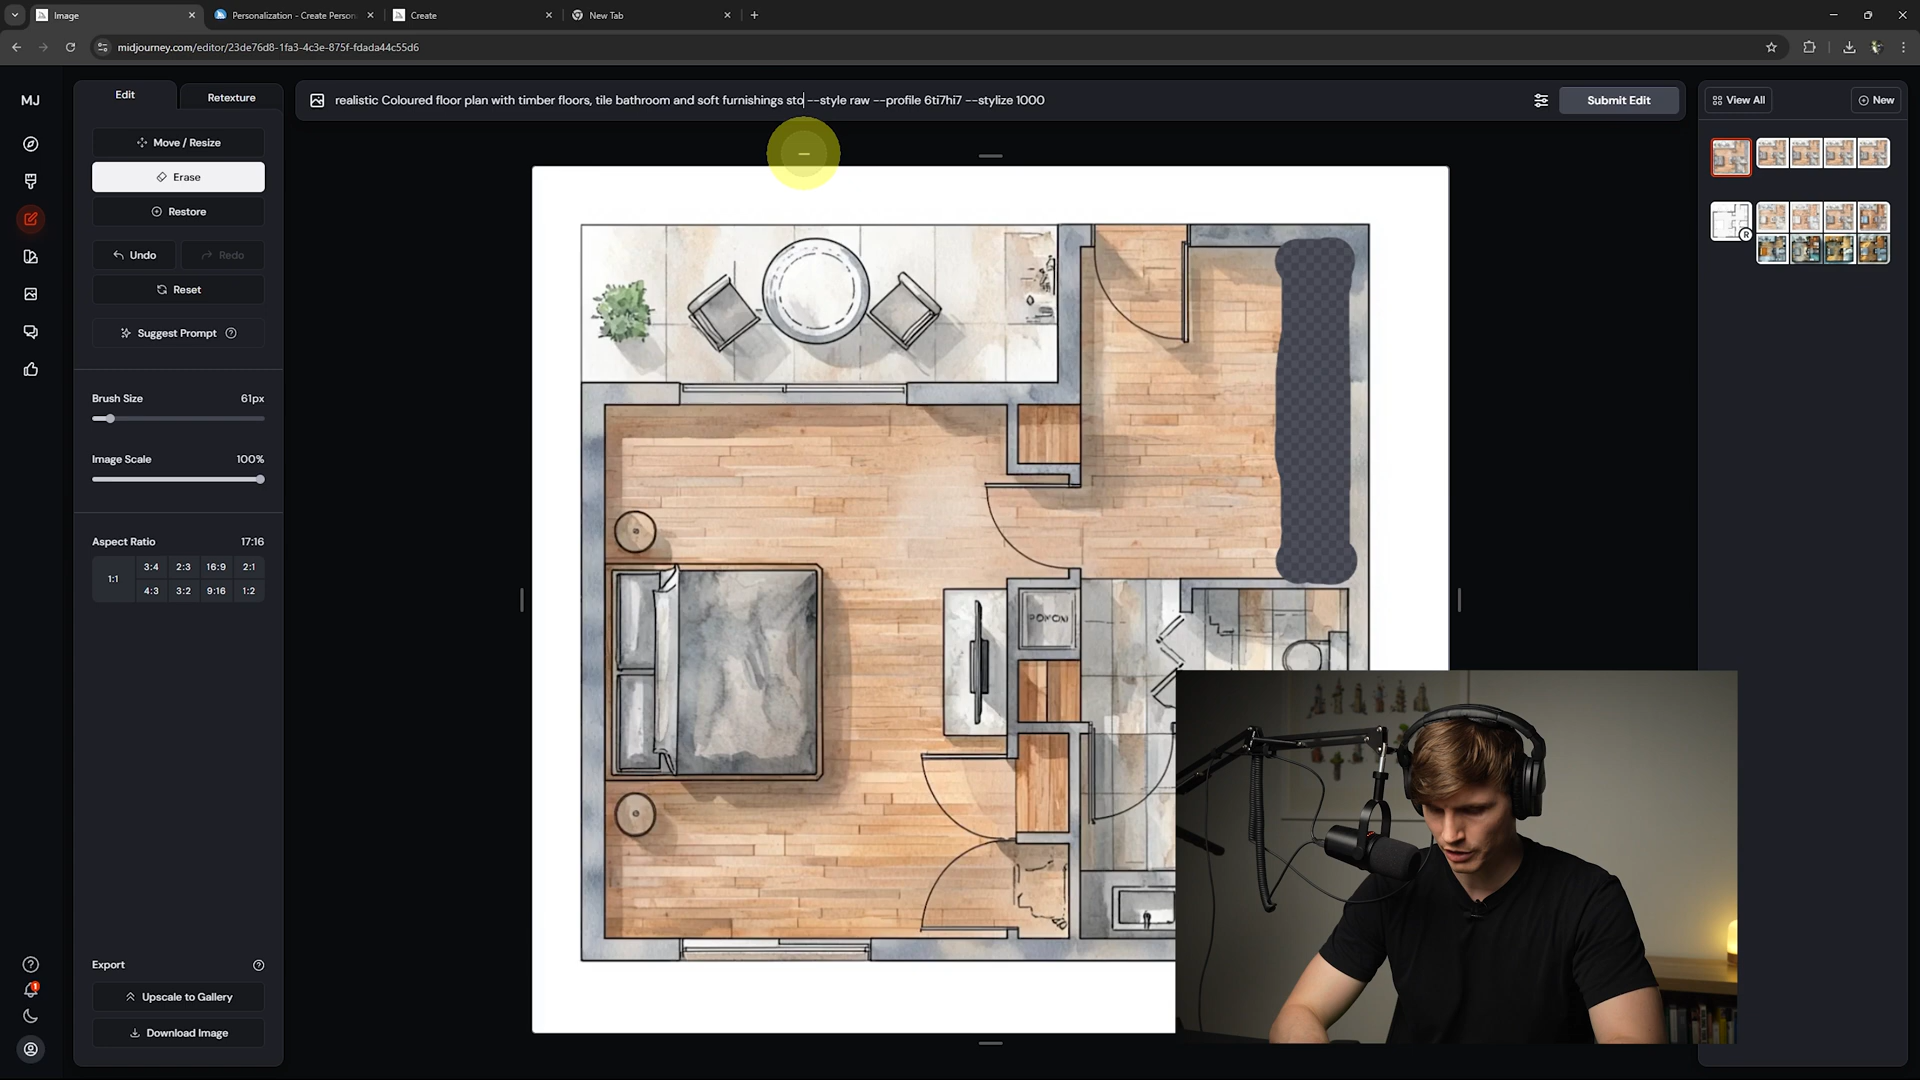 Image
Personalization - Create Person
Create
New Tab
midjourney.com/editor/23de76d8-1fa3-4c3e-875f-fdada44c55d6
MJ
Edit
Retexture
realistic Coloured floor plan with timber floors, tile bathroom and soft furnishings sto --style raw --profile 6ti7hi7 --stylize 1000
Submit Edit
View All
New
Move / Resize
Erase
Restore
Undo
Redo
Reset
Suggest Prompt
Brush Size
61px
Image Scale
100%
Aspect Ratio
17:16
1:1
3:4
2:3
16:9
2:1
4:3
3:2
9:16
1:2
R
Export
Upscale to Gallery
Download Image
1